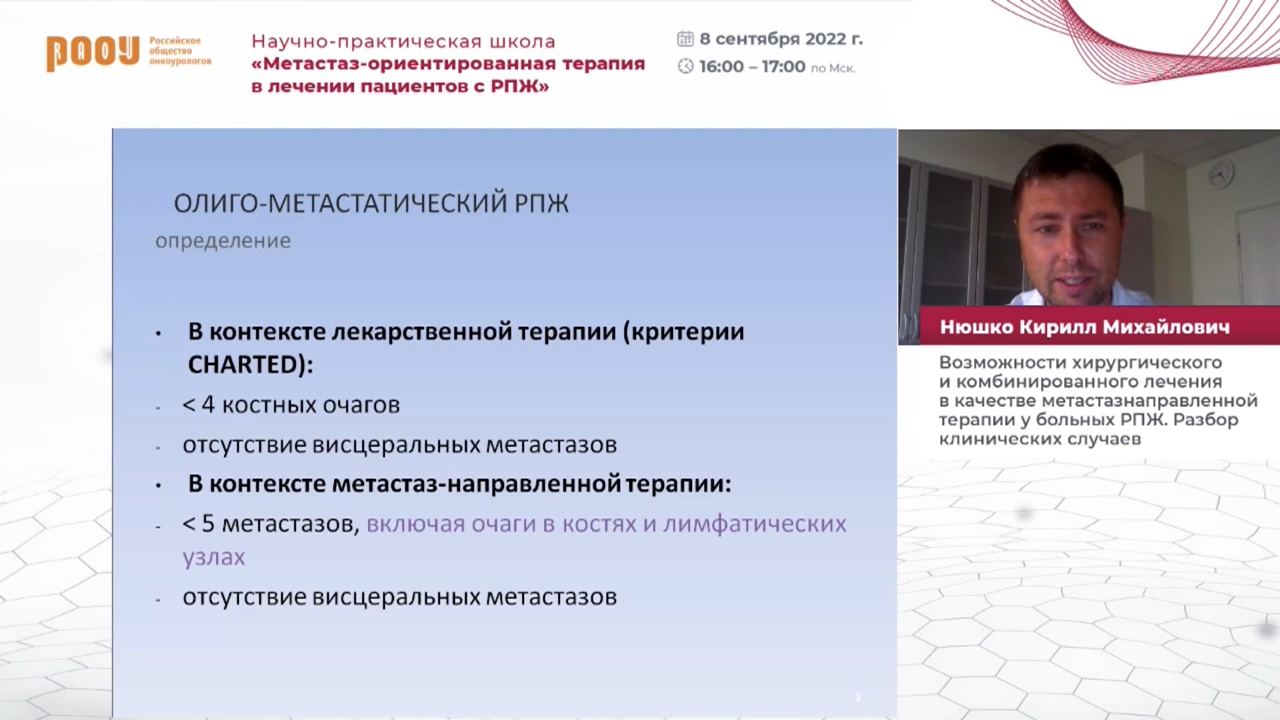 РАОУ
Российское
общество
онкоурологов
Научно-практическая школа
«Метастаз-ориентированная терапия
в лечении пациентов с РПЖ»
8 сентября 2022 г.
16:00 – 17:00 по Мск.
ОЛИГО-МЕТАСТАТИЧЕСКИЙ РПЖ
определение
• В контексте лекарственной терапии (критерии
CHARTED):
- < 4 костных очагов
- отсутствие висцеральных метастазов
• В контексте метастаз-направленной терапии:
- < 5 метастазов, включая очаги в костях и лимфатических
узлах
- отсутствие висцеральных метастазов
3
Нюшко Кирилл Михайлович
Возможности хирургического
и комбинированного лечения
в качестве метастазнаправленной
терапии у больных РПЖ. Разбор
клинических случаев